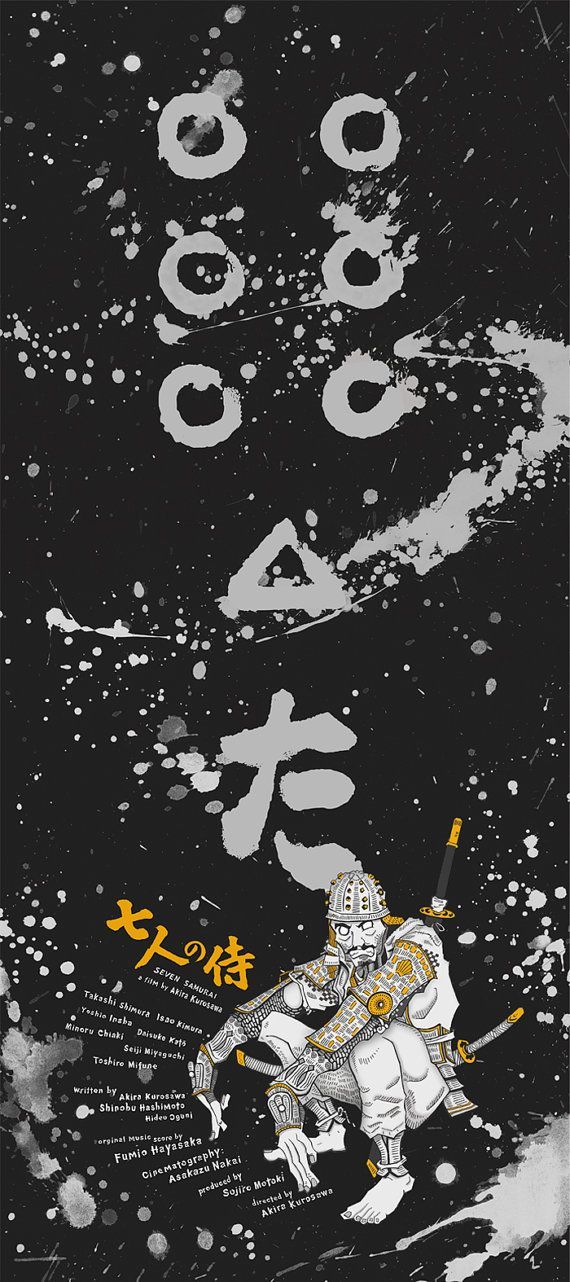 た
七人の侍
SEVEN SAMURAI
a film by Akira Kurosawa
Takashi Shimura Isao Kimura
Yoshio Inaba Daisuke Katō
Minoru Chiaki Seiji Miyaguchi
Toshiro Mifune
written by Akira Kurosawa
Shinobu Hashimoto
Hideo Oguni
original Music score by
Fumio Hayasaka
Cinematography:
Asakazu Nakai
produced by
Sojiro Motoki
directed by
Akira Kurosawa